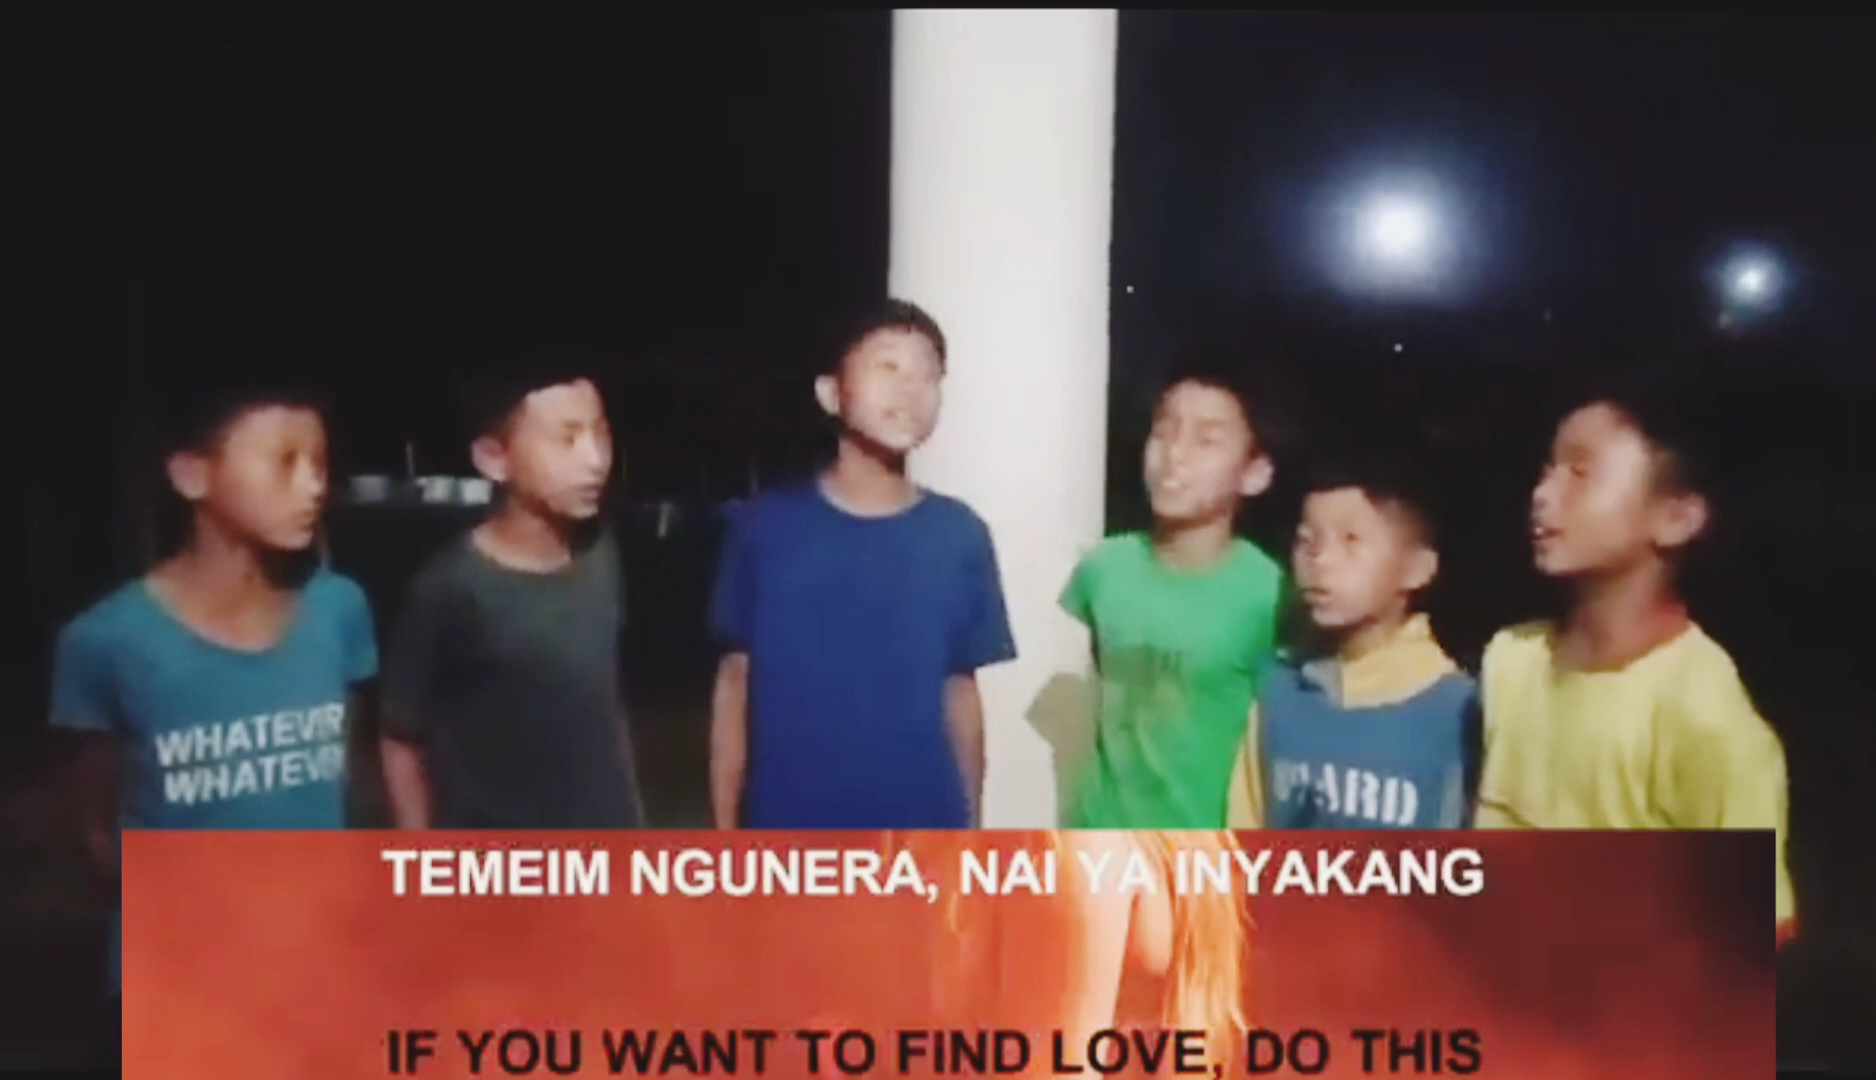 WHATEVER
WHATEVER
TEMEIM NGUNERA, NAI YA INYAKANG
IF YOU WANT TO FIND LOVE, DO THIS